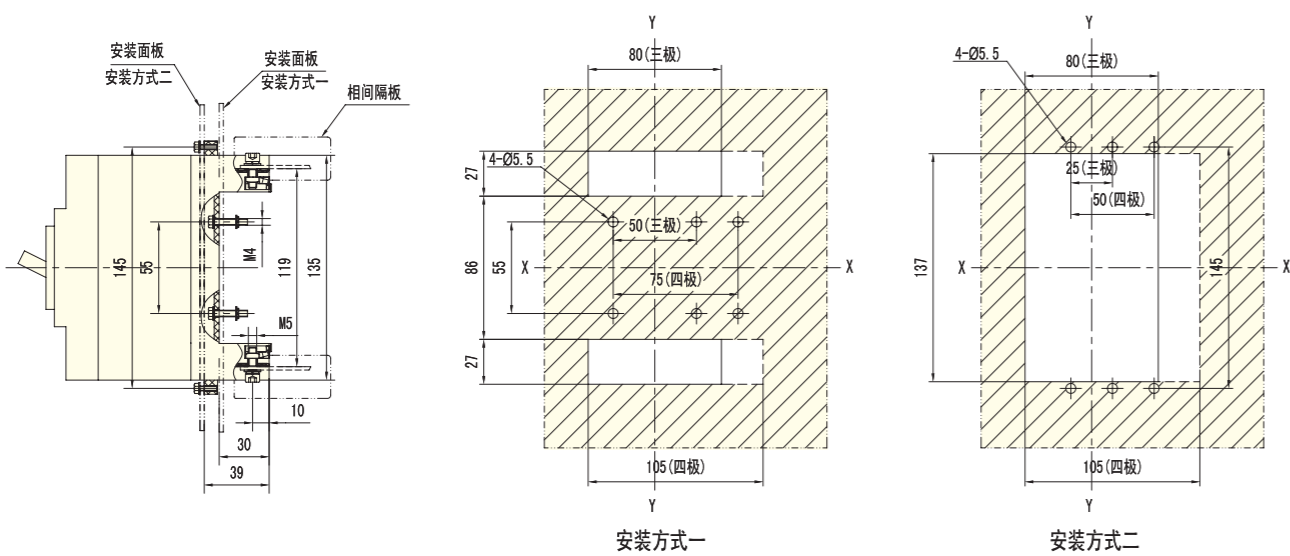 安装面板
安装方式二
安装面板
安装方式一
相间隔板
145
55
M4
119
135
M5
10
30
39
Y
80(三极)
4-Ø5.5
27
50(三极)
86
55
X
X
75(四极)
27
105(四极)
Y
安装方式一
Y
4-Ø5.5
80(三极)
25(三极)
50(四极)
137
X
X
145
105(四极)
Y
安装方式二